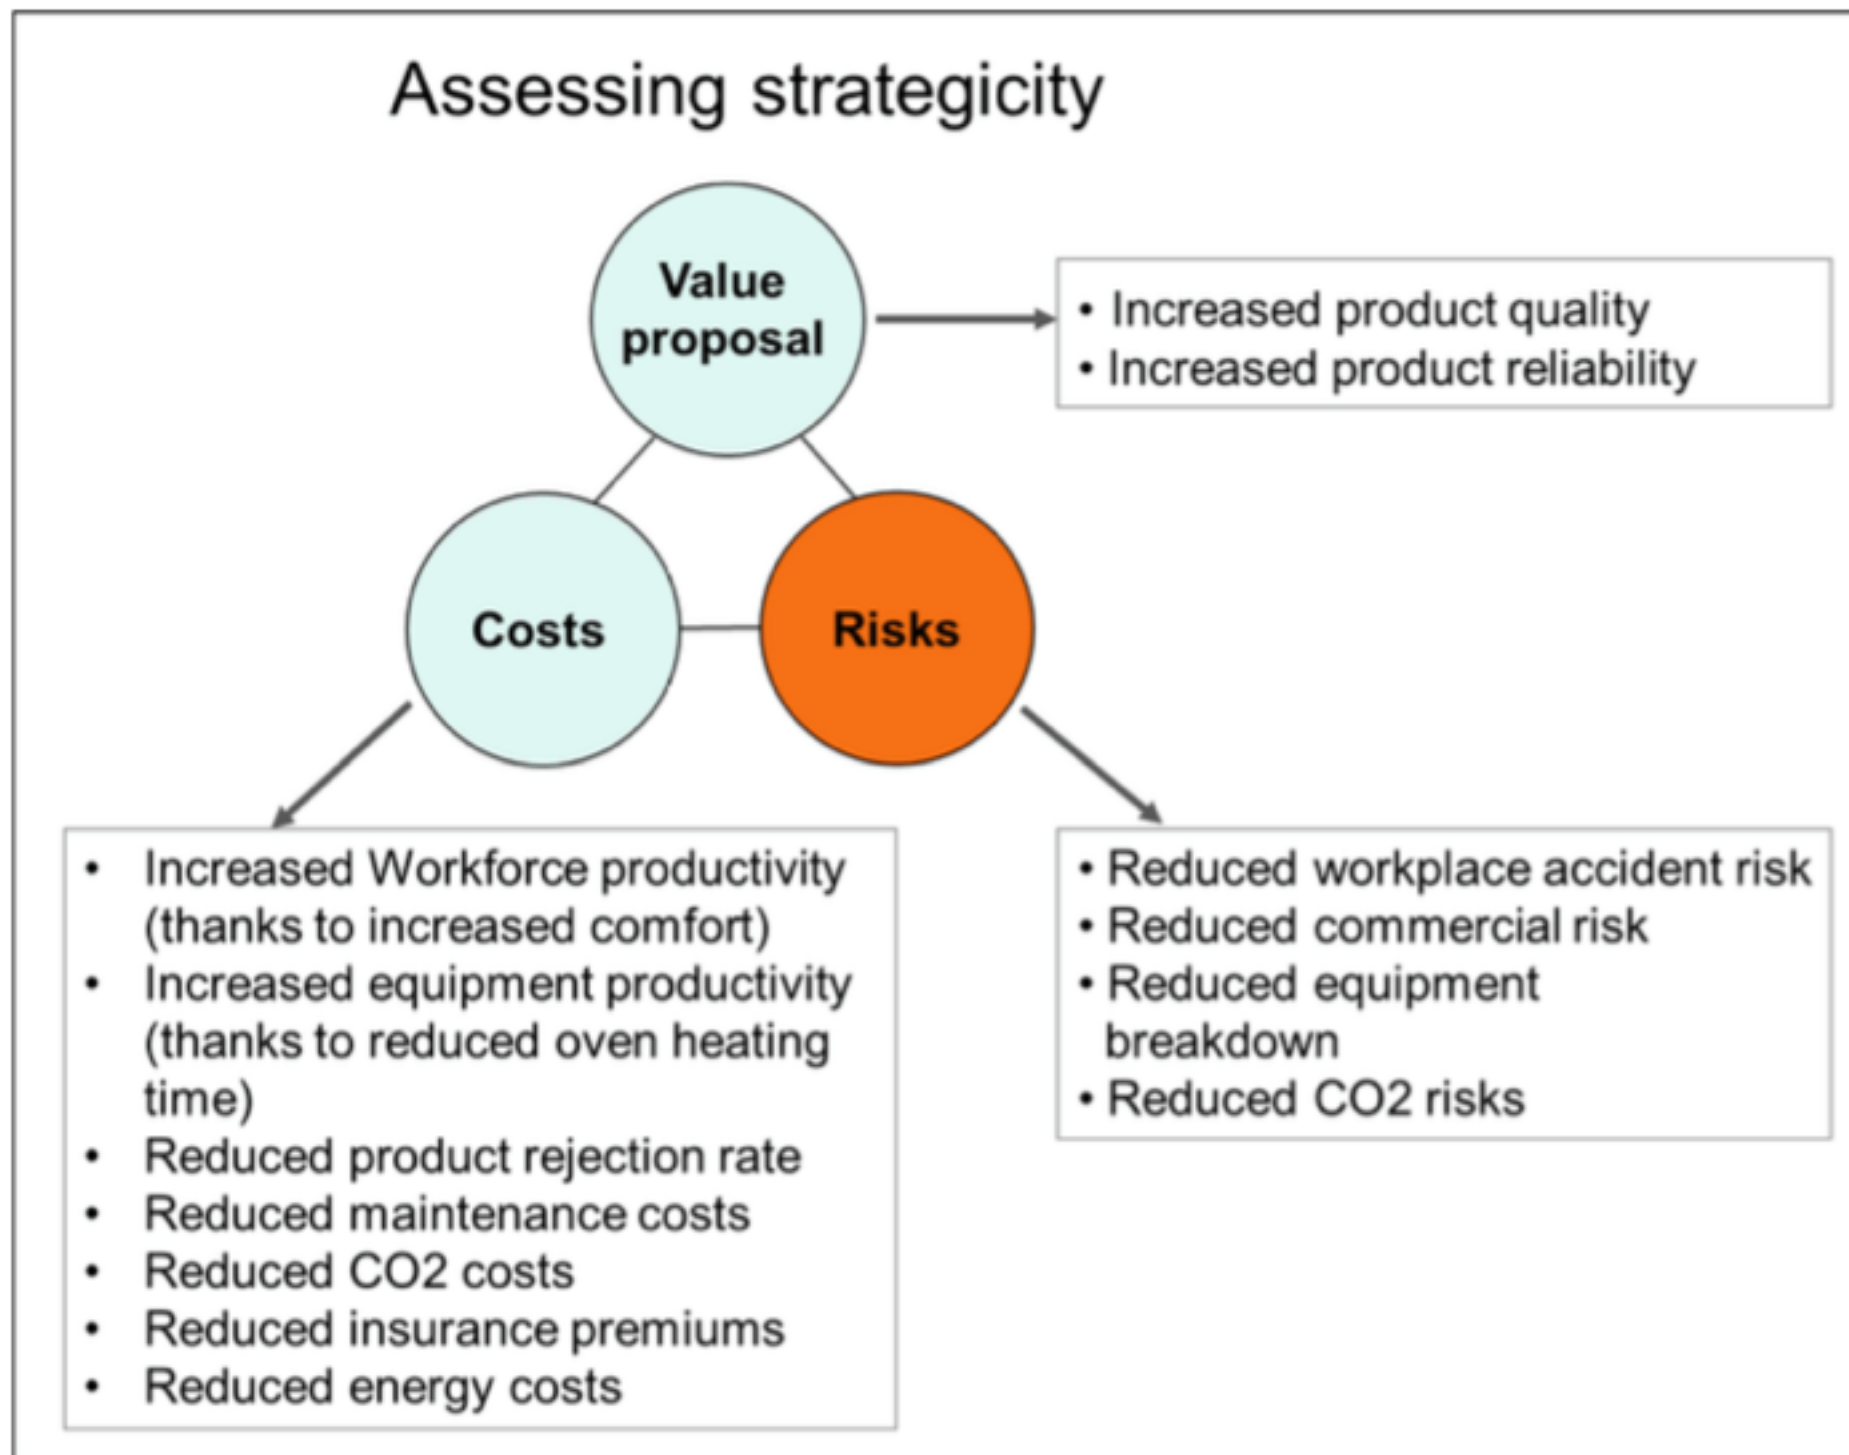 Assessing strategicity
Value
proposal
• Increased product quality
• Increased product reliability
Costs
Risks
• Increased Workforce productivity
(thanks to increased comfort)
• Increased equipment productivity
(thanks to reduced oven heating
time)
• Reduced product rejection rate
• Reduced maintenance costs
• Reduced CO2 costs
• Reduced insurance premiums
• Reduced energy costs
• Reduced workplace accident risk
• Reduced commercial risk
• Reduced equipment
breakdown
• Reduced CO2 risks